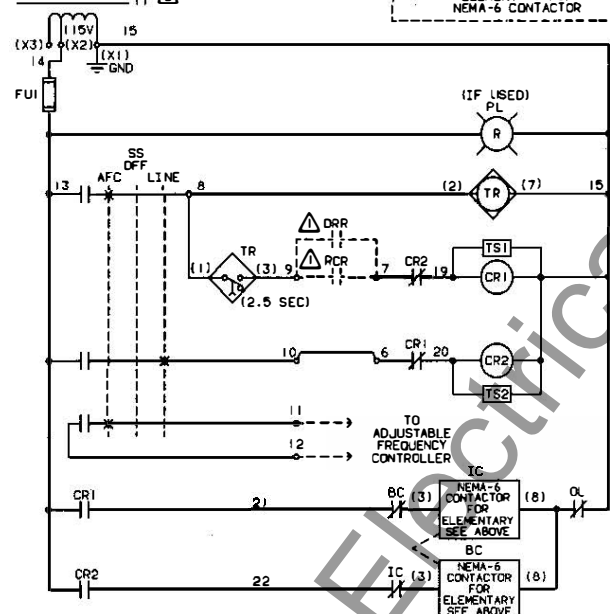 NEMA-6 CONTACTOR
115V
15
(X3) (X2)
(X1)
14
GND
FU1
(IF USED)
PL
R
SS
OFF
AFC LINE
13
8
(2) TR (7)
15
DRR
1
TR
RCR
1
CR2
TS1
(1)
(3) 9
7
19
CR1
(2.5 SEC)
CR1
10
6
20
CR2
TS2
11
TO
ADJUSTABLE
FREQUENCY
CONTROLLER
12
IC
CR1
21
BC (3)
NEMA-6
CONTACTOR
FOR
ELEMENTARY
SEE ABOVE
(8) OL
BC
CR2
22
IC (3)
NEMA-6
CONTACTOR
FOR
ELEMENTARY
SEE ABOVE
(8)
Electrica